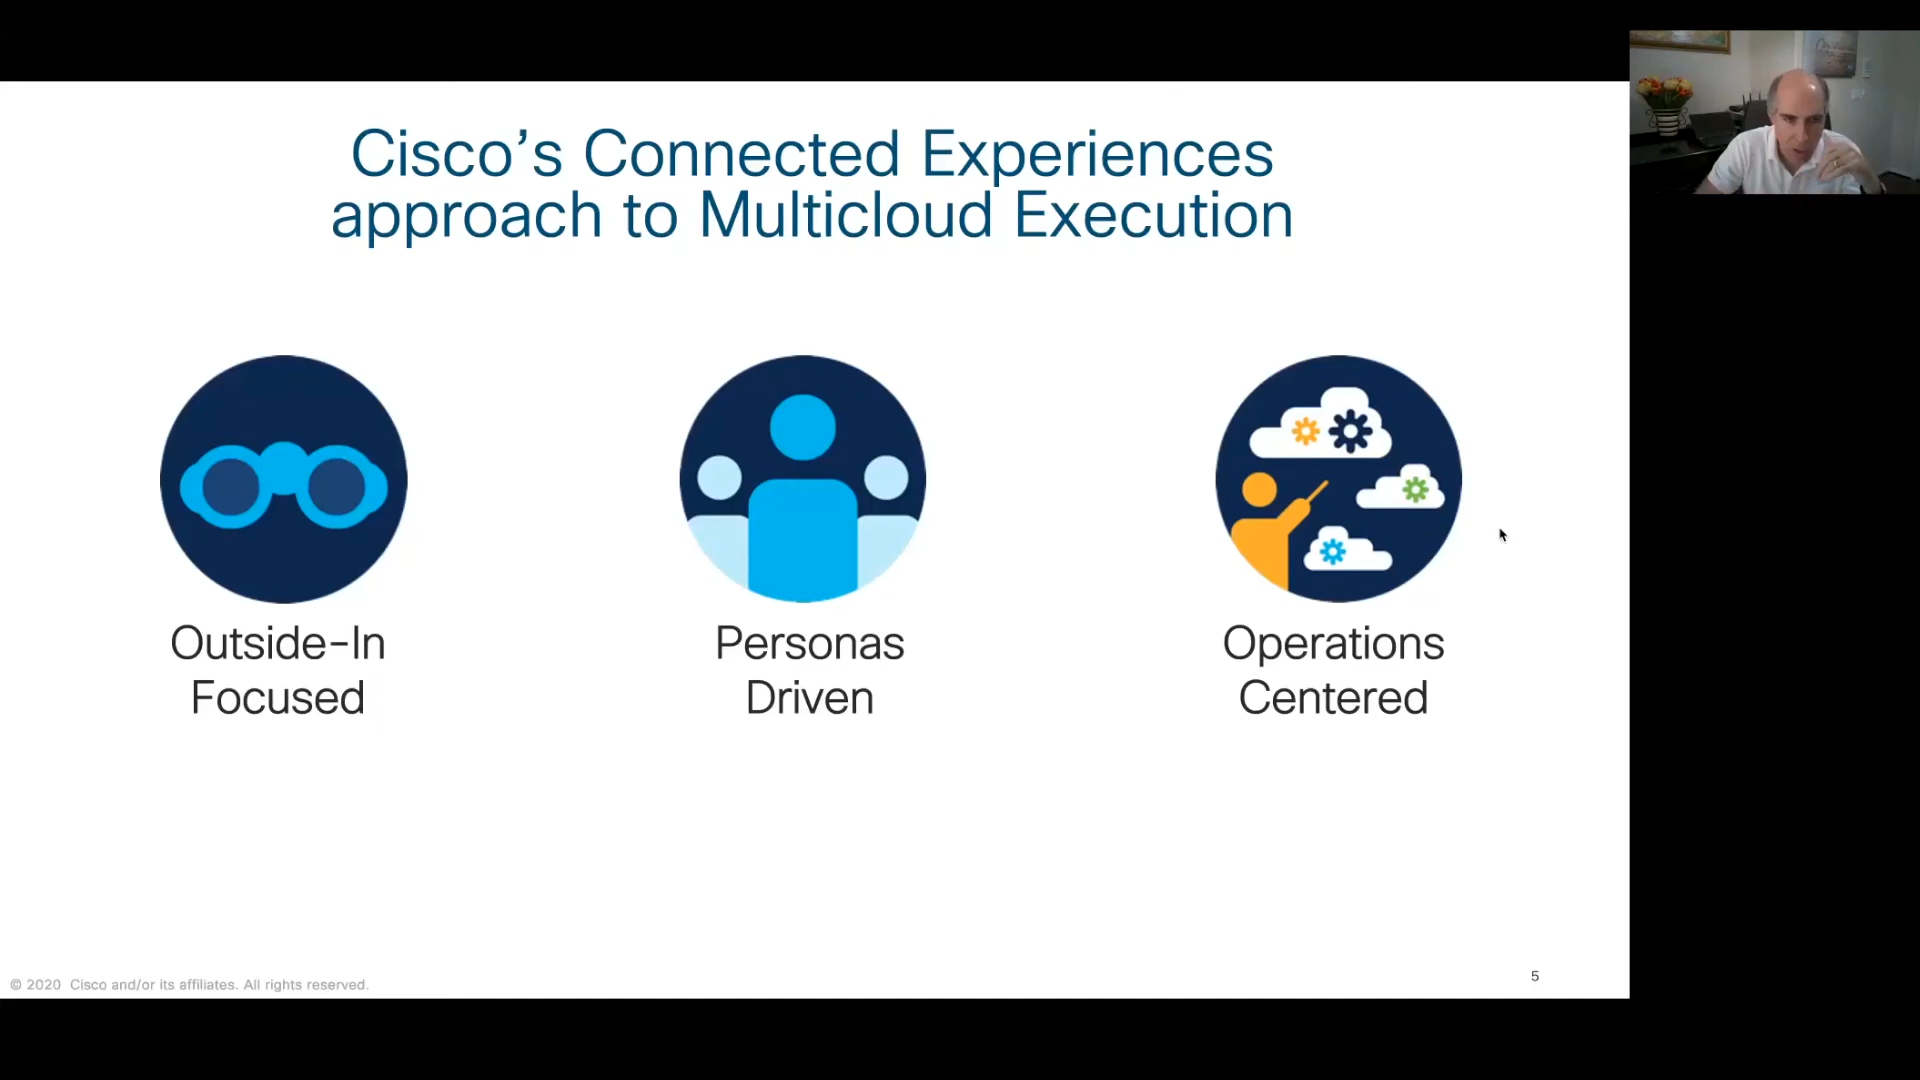 Cisco’s Connected Experiences
approach to Multicloud Execution
Outside-In
Focused
Personas
Driven
Operations
Centered
© 2020 Cisco and/or its affiliates. All rights reserved.
5